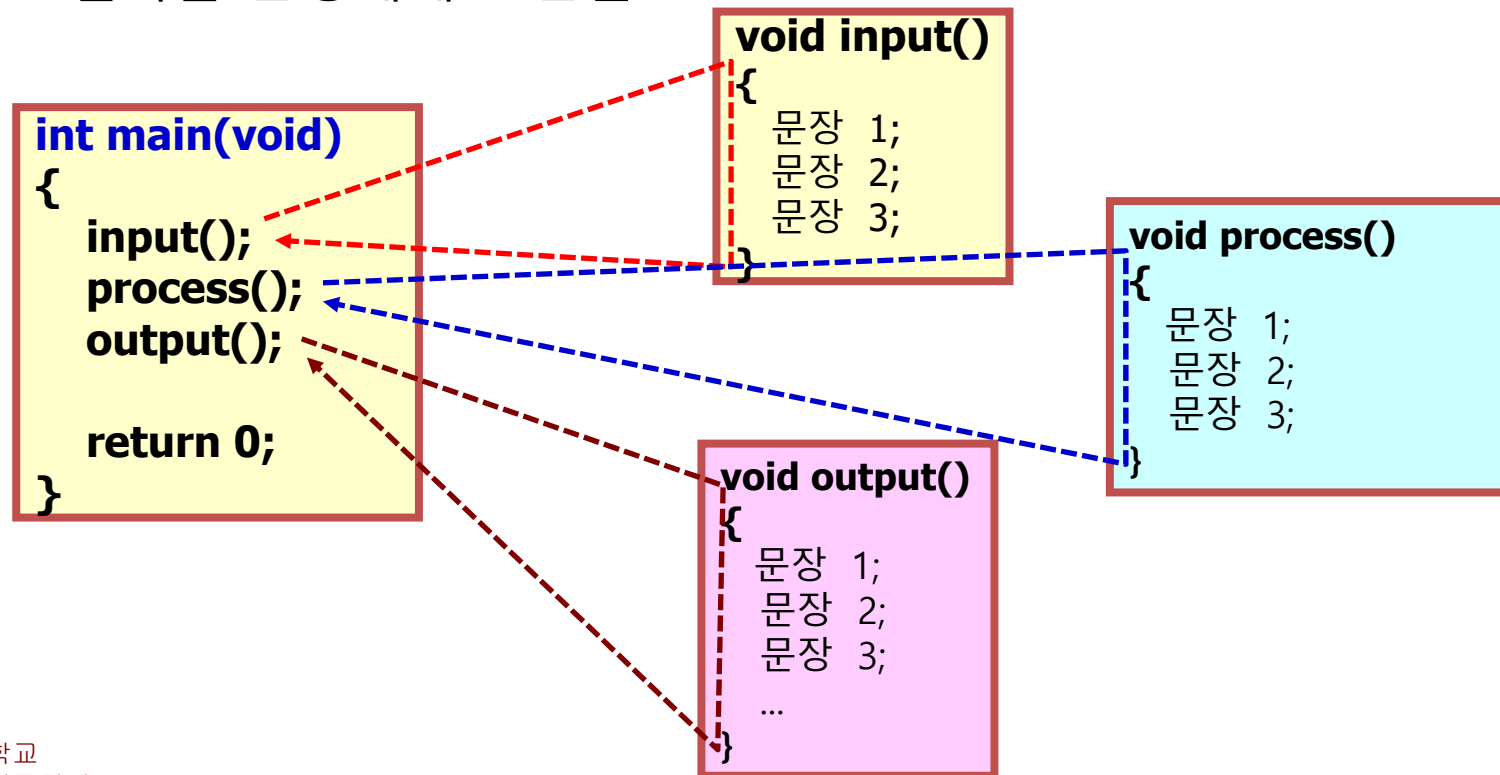 int main(void)
{
input();
process();
output();
return 0;
}
void input()
{
문장 1;
문장 2;
문장 3;
}
void process()
{
문장 1;
문장 2;
문장 3;
}
void output()
{
문장 1;
문장 2;
문장 3;
...
}
학교